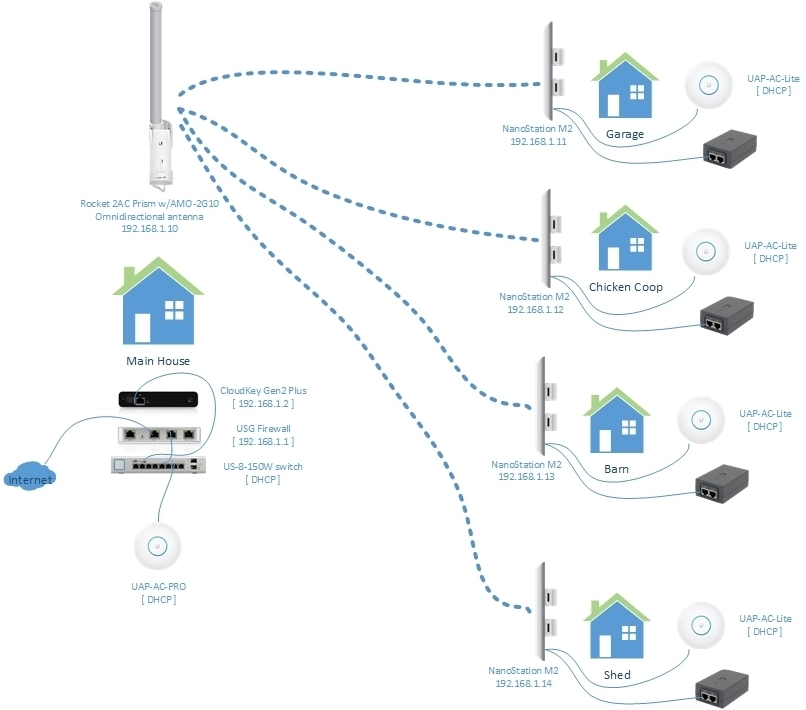 Rocket 2AC Prism w/AMO-2G10
Omnidirectional antenna
192.168.1.10
Main House
CloudKey Gen2 Plus
[ 192.168.1.2 ]
USG Firewall
[ 192.168.1.1 ]
US-8-150W switch
[ DHCP ]
Internet
UAP-AC-PRO
[ DHCP ]
NanoStation M2
192.168.1.11
Garage
UAP-AC-Lite
[ DHCP ]
NanoStation M2
192.168.1.12
Chicken Coop
UAP-AC-Lite
[ DHCP ]
NanoStation M2
192.168.1.13
Barn
UAP-AC-Lite
[ DHCP ]
NanoStation M2
192.168.1.14
Shed
UAP-AC-Lite
[ DHCP ]